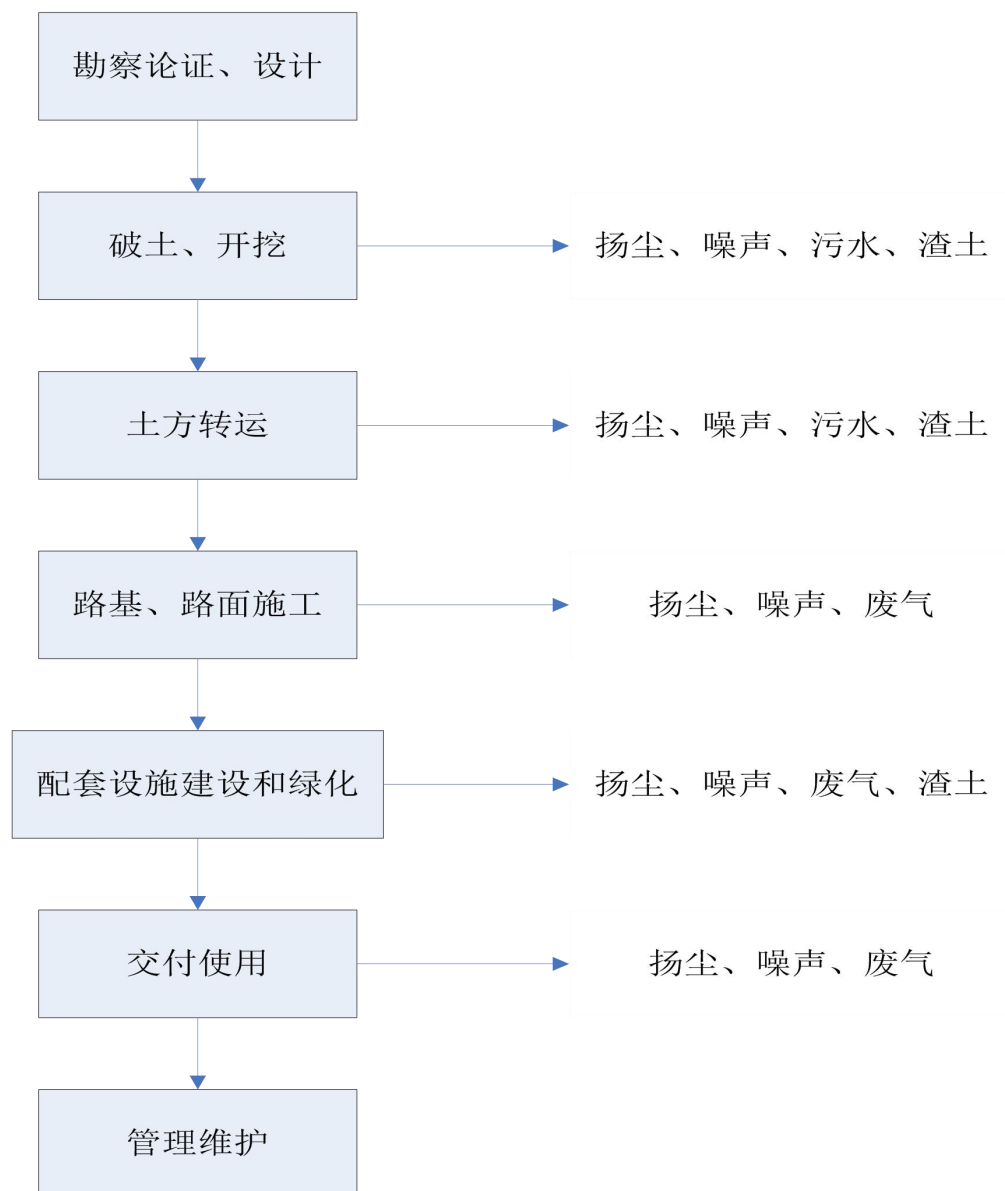 勘察论证、设计
破土、开挖
扬尘、噪声、污水、渣土
土方转运
扬尘、噪声、污水、渣土
路基、路面施工
扬尘、噪声、废气
配套设施建设和绿化
扬尘、噪声、废气、渣土
交付使用
扬尘、噪声、废气
管理维护